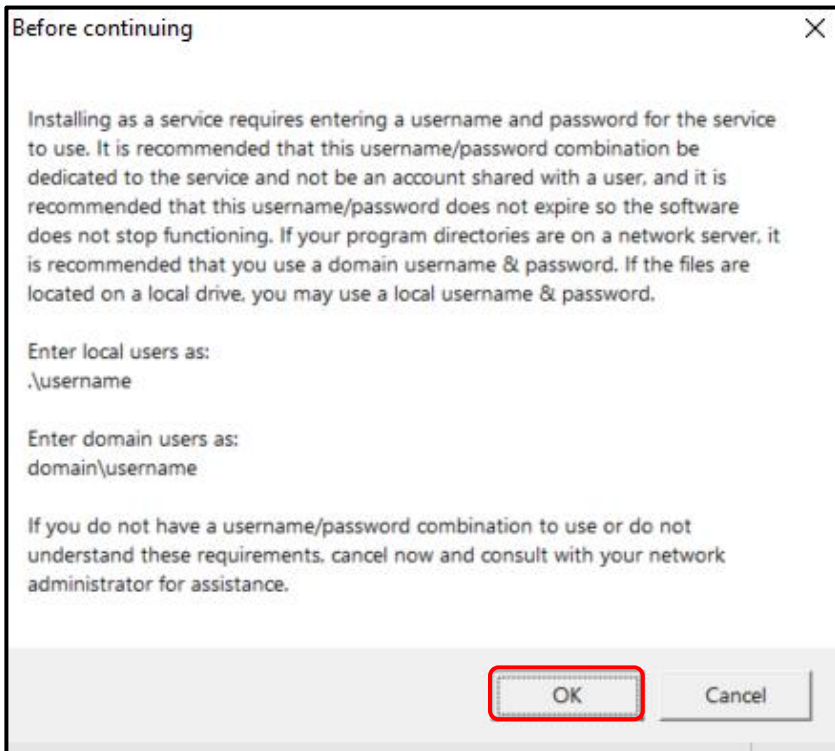 Before continuing
Installing as a service requires entering a username and password for the service
to use. It is recommended that this username/password combination be
dedicated to the service and not be an account shared with a user, and it is
recommended that this username/password does not expire so the software
does not stop functioning. If your program directories are on a network server, it
is recommended that you use a domain username & password. If the files are
located on a local drive, you may use a local username & password.
Enter local users as:
.\username
Enter domain users as:
domain\username
If you do not have a username/password combination to use or do not
understand these requirements, cancel now and consult with your network
administrator for assistance.
OK Cancel